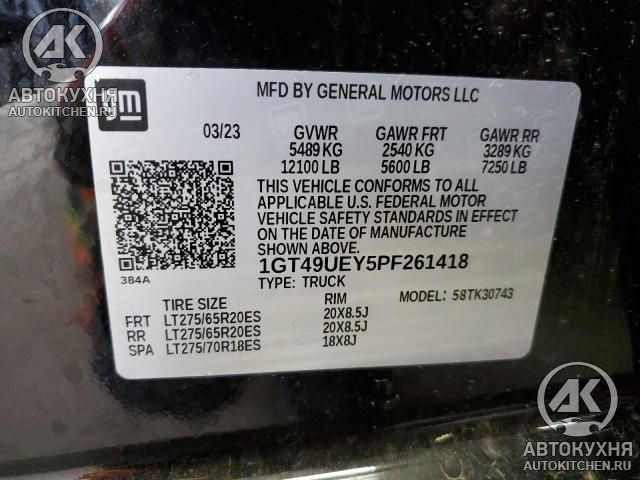 AK
АВТОКУХНЯ
AUTOKITCHEN.RU
gm
MFD BY GENERAL MOTORS LLC
03/23 GVWR GAWR FRT GAWR RR
5489 KG 2540 KG 3289 KG
12100 LB 5600 LB 7250 LB
THIS VEHICLE CONFORMS TO ALL
APPLICABLE U.S. FEDERAL MOTOR
VEHICLE SAFETY STANDARDS IN EFFECT
ON THE DATE OF MANUFACTURE
SHOWN ABOVE.
1GT49UEY5PF261418
384A
TYPE: TRUCK MODEL: 58TK30743
TIRE SIZE RIM
FRT LT275/65R20ES 20X8.5J
RR LT275/65R20ES 20X8.5J
SPA LT275/70R18ES 18X8J
AK
АВТОКУХНЯ
AUTOKITCHEN.RU